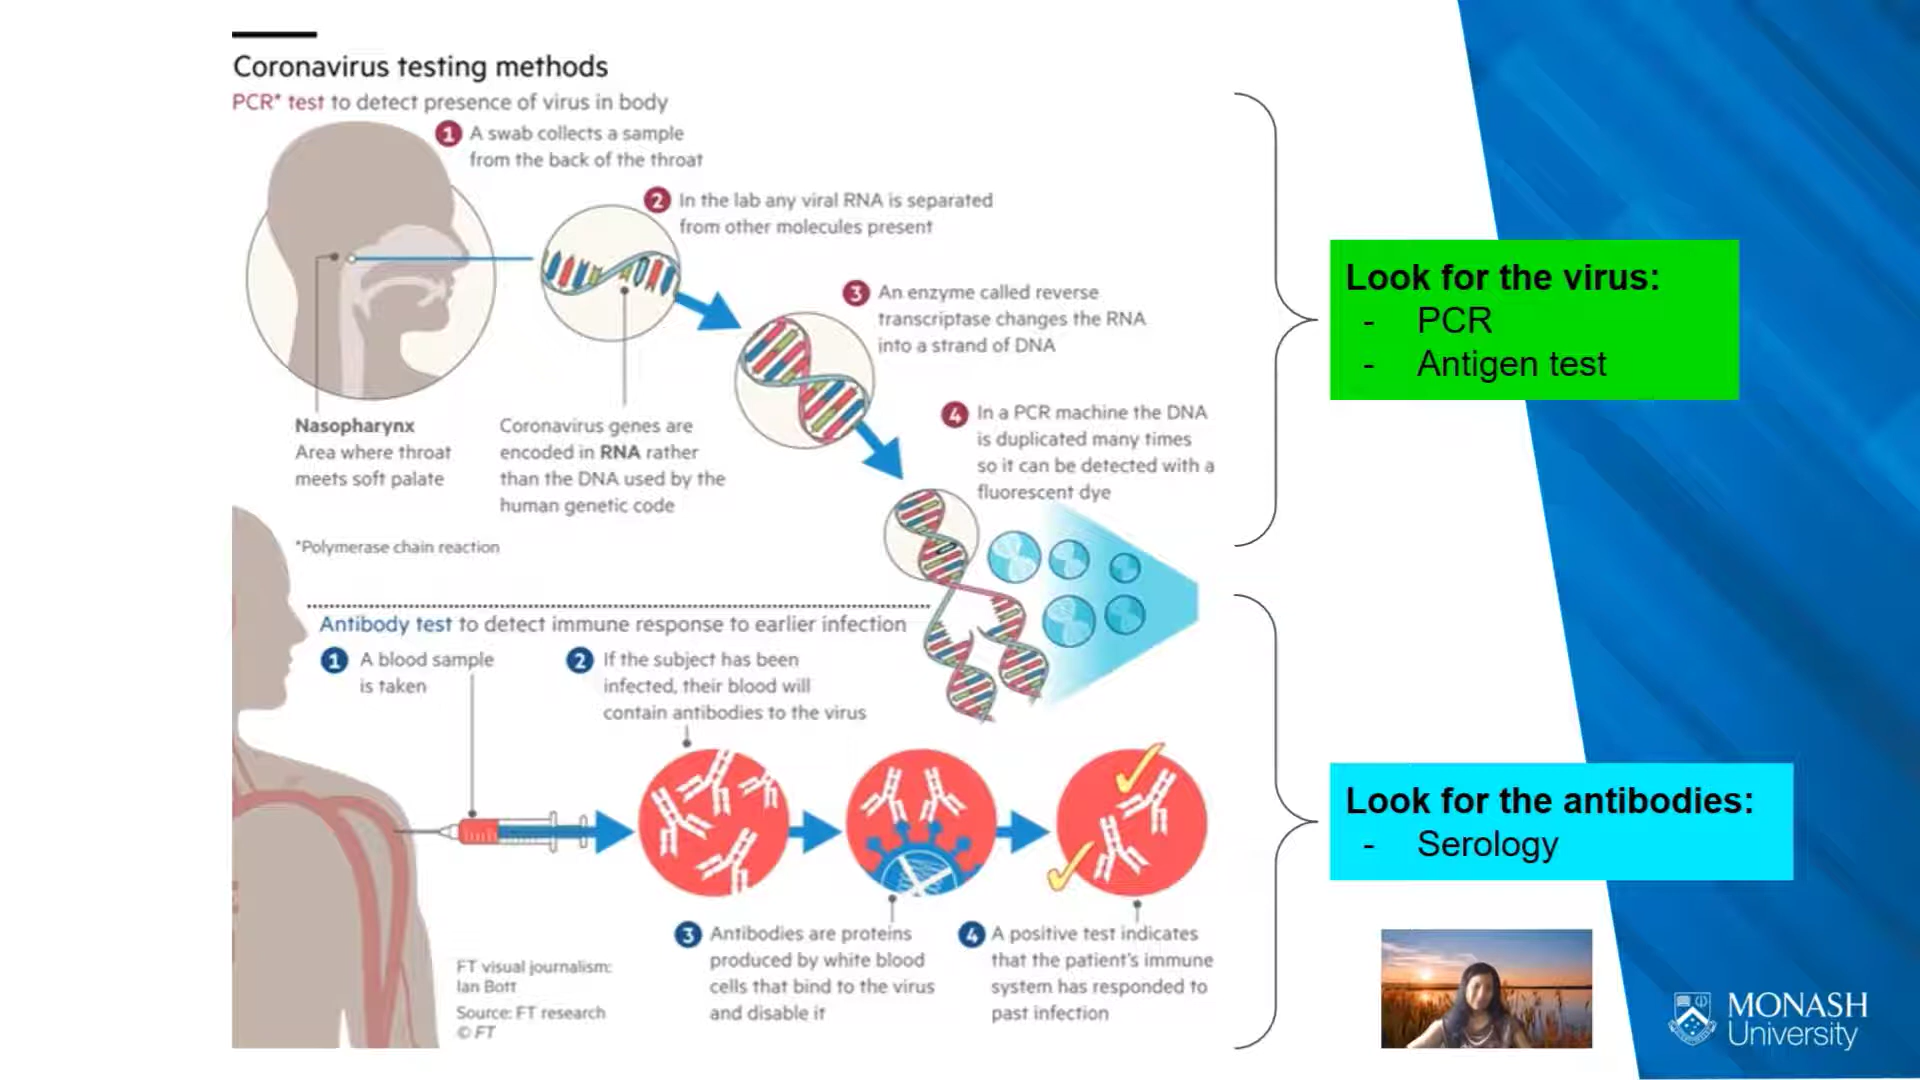 Coronavirus testing methods
PCR* test to detect presence of virus in body
1 A swab collects a sample
from the back of the throat
2 In the lab any viral RNA is separated
from other molecules present
3 An enzyme called reverse
transcriptase changes the RNA
into a strand of DNA
4 In a PCR machine the DNA
is duplicated many times
so it can be detected with a
fluorescent dye
Nasopharynx
Area where throat
meets soft palate
Coronavirus genes are
encoded in RNA rather
than the DNA used by the
human genetic code
*Polymerase chain reaction
Antibody test to detect immune response to earlier infection
1 A blood sample
is taken
2 If the subject has been
infected, their blood will
contain antibodies to the virus
3 Antibodies are proteins
produced by white blood
cells that bind to the virus
and disable it
4 A positive test indicates
that the patient's immune
system has responded to
past infection
FT visual journalism:
Ian Bott
Source: FT research
© FT
Look for the virus:
- PCR
- Antigen test
Look for the antibodies:
- Serology
MONASH
University